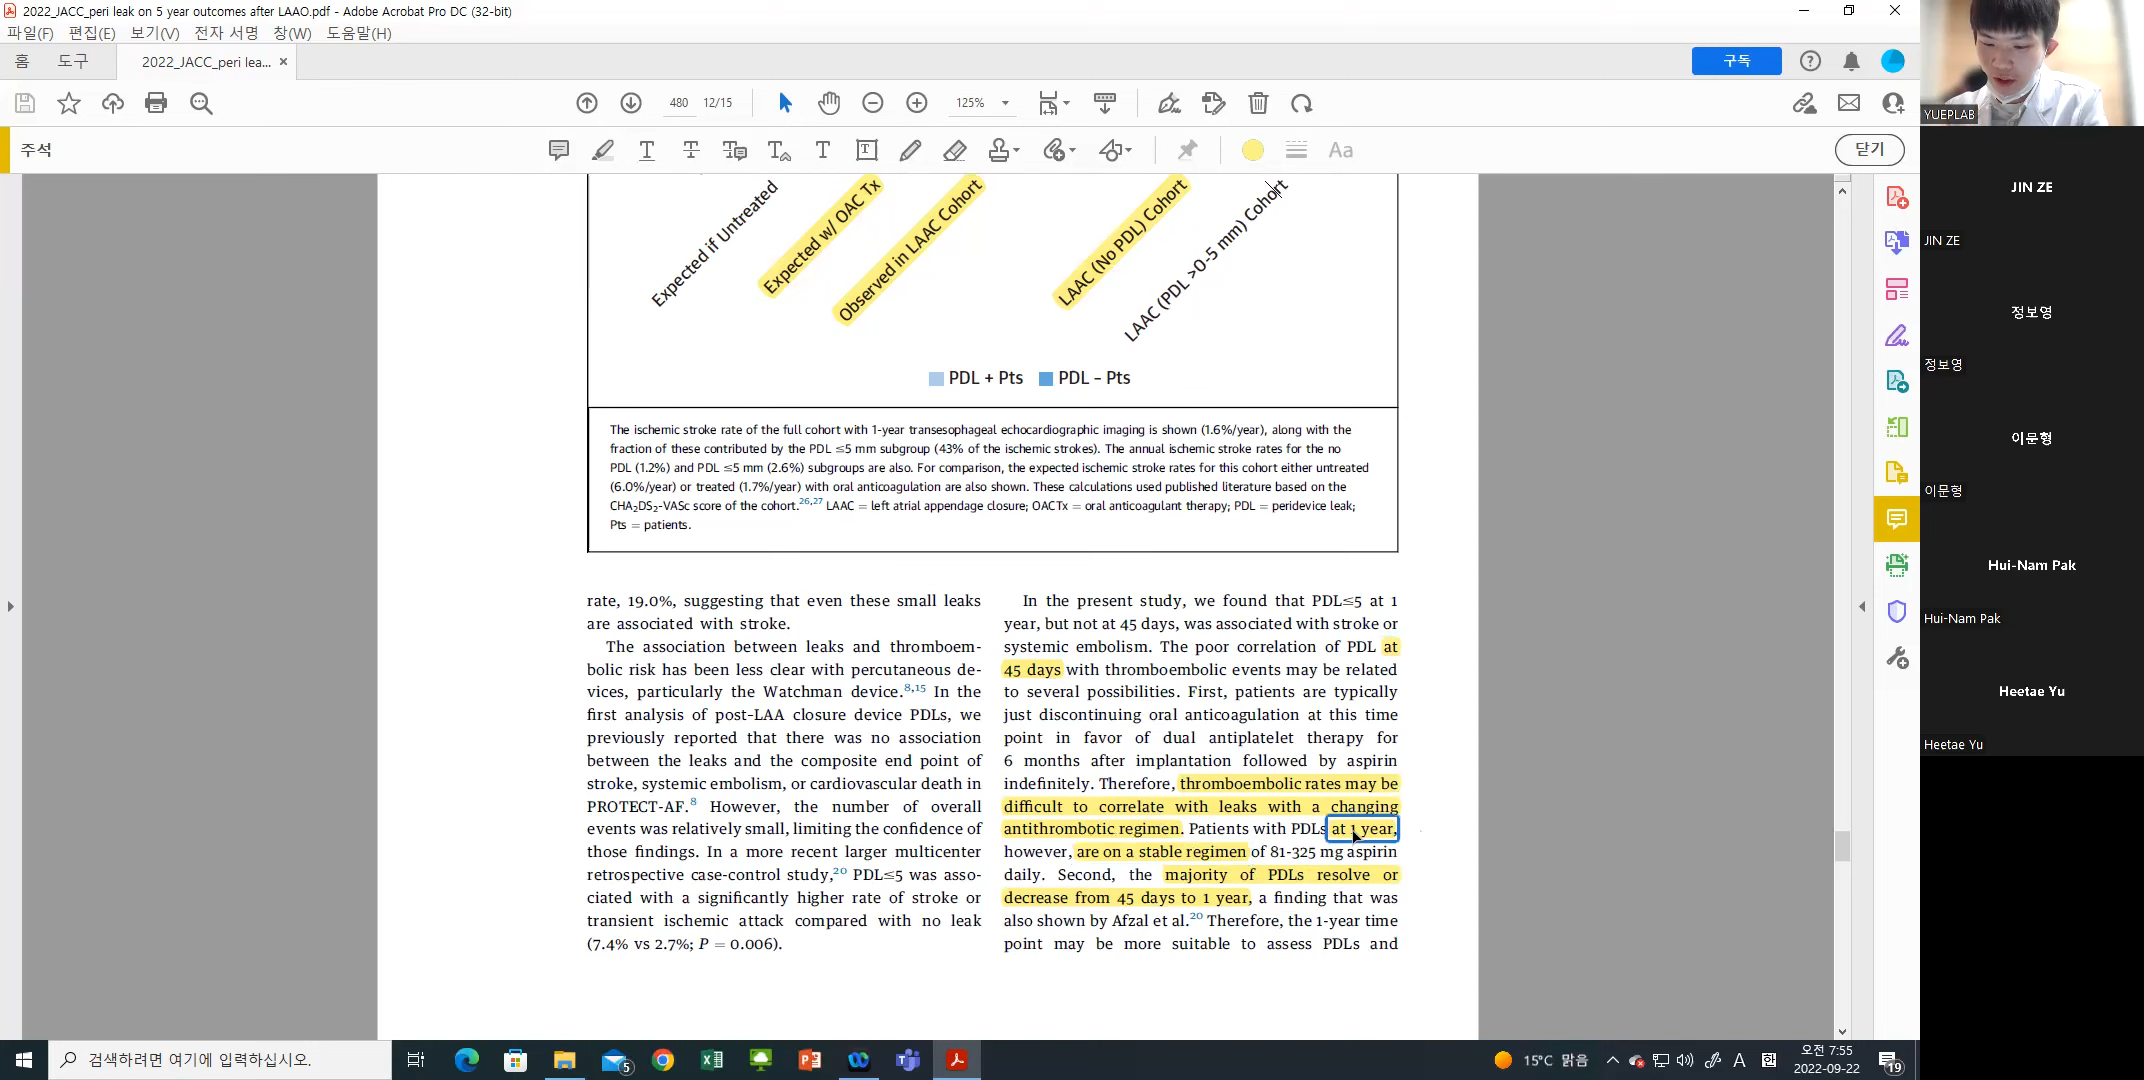 2022_JACC_peri leak on 5 year outcomes after LAAO.pdf - Adobe Acrobat Pro DC (32-bit)
파일(F) 편집(E) 보기(V) 전자 서명 창(W) 도움말(H)
홈 도구 2022_JACC_peri lea... × 구독
480 12/15 125%
주석 닫기
Expected if Untreated
Expected w/ OAC Tx
Observed in LAAC Cohort
LAAC (No PDL) Cohort
LAAC (PDL >0-5 mm) Cohort
PDL + Pts PDL – Pts
The ischemic stroke rate of the full cohort with 1-year transesophageal echocardiographic imaging is shown (1.6%/year), along with the
fraction of these contributed by the PDL ≤5 mm subgroup (43% of the ischemic strokes). The annual ischemic stroke rates for the no
PDL (1.2%) and PDL ≤5 mm (2.6%) subgroups are also. For comparison, the expected ischemic stroke rates for this cohort either untreated
(6.0%/year) or treated (1.7%/year) with oral anticoagulation are also shown. These calculations used published literature based on the
CHA₂DS₂-VASc score of the cohort.26,27 LAAC = left atrial appendage closure; OACTx = oral anticoagulant therapy; PDL = peridevice leak;
Pts = patients.
rate, 19.0%, suggesting that even these small leaks
are associated with stroke.
The association between leaks and thromboem-
bolic risk has been less clear with percutaneous de-
vices, particularly the Watchman device.8,15 In the
first analysis of post-LAA closure device PDLs, we
previously reported that there was no association
between the leaks and the composite end point of
stroke, systemic embolism, or cardiovascular death in
PROTECT-AF.8 However, the number of overall
events was relatively small, limiting the confidence of
those findings. In a more recent larger multicenter
retrospective case-control study,20 PDL≤5 was asso-
ciated with a significantly higher rate of stroke or
transient ischemic attack compared with no leak
(7.4% vs 2.7%; P = 0.006).
In the present study, we found that PDL≤5 at 1
year, but not at 45 days, was associated with stroke or
systemic embolism. The poor correlation of PDL at
45 days with thromboembolic events may be related
to several possibilities. First, patients are typically
just discontinuing oral anticoagulation at this time
point in favor of dual antiplatelet therapy for
6 months after implantation followed by aspirin
indefinitely. Therefore, thromboembolic rates may be
difficult to correlate with leaks with a changing
antithrombotic regimen. Patients with PDLs at 1 year,
however, are on a stable regimen of 81-325 mg aspirin
daily. Second, the majority of PDLs resolve or
decrease from 45 days to 1 year, a finding that was
also shown by Afzal et al.20 Therefore, the 1-year time
point may be more suitable to assess PDLs and
YUEPLAB
JIN ZE
JIN ZE
정보영
정보영
이문형
이문형
Hui-Nam Pak
Hui-Nam Pak
Heetae Yu
Heetae Yu
검색하려면 여기에 입력하십시오.
5
15°C 맑음
A 한
오전 7:55
2022-09-22
19